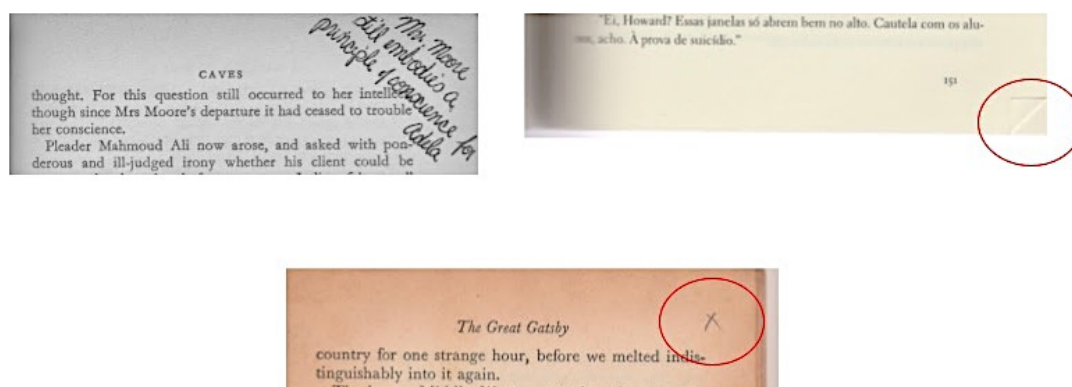 CAVES
thought. For this question still occurred to her intelle
though since Mrs Moore's departure it had ceased to trouble
her conscience.
Pleader Mahmoud Ali now arose, and asked with pon-
derous and ill-judged irony whether his client could be
Mrs. Moore
still embodies a
principle of conscience for
Adela
"Ei, Howard? Essas janelas só abrem bem no alto. Cautela com os alu-
nos, acho. À prova de suicídio."
151
The Great Gatsby
X
country for one strange hour, before we melted indis-
tinguishably into it again.